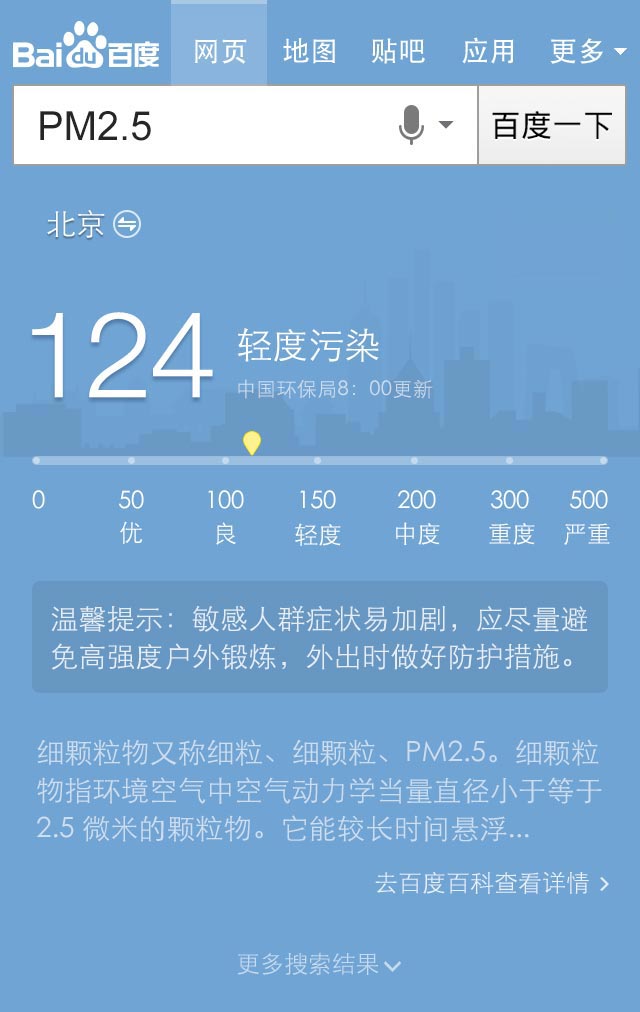 Bai du 百度 网页 地图 贴吧 应用 更多
PM2.5 百度一下
北京
124 轻度污染
中国环保局8：00更新
0 50 100 150 200 300 500
优 良 轻度 中度 重度 严重
温馨提示：敏感人群症状易加剧，应尽量避
免高强度户外锻炼，外出时做好防护措施。
细颗粒物又称细粒、细颗粒、PM2.5。细颗粒
物指环境空气中空气动力学当量直径小于等于
2.5 微米的颗粒物。它能较长时间悬浮...
去百度百科查看详情 >
更多搜索结果